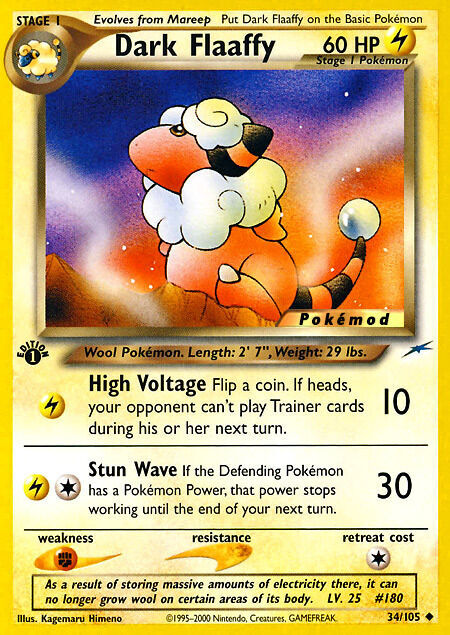 STAGE 1 Evolves from Mareep Put Dark Flaaffy on the Basic Pokémon
Dark Flaaffy 60 HP
Stage 1 Pokémon
Pokémod
EDITION 1
Wool Pokémon. Length: 2' 7", Weight: 29 lbs.
High Voltage Flip a coin. If heads,
your opponent can't play Trainer cards
during his or her next turn.
10
Stun Wave If the Defending Pokémon
has a Pokémon Power, that power stops
working until the end of your next turn.
30
weakness resistance retreat cost
As a result of storing massive amounts of electricity there, it can
no longer grow wool on certain areas of its body. LV. 25 #180
Illus. Kagemaru Himeno ©1995–2000 Nintendo, Creatures, GAMEFREAK. 34/105